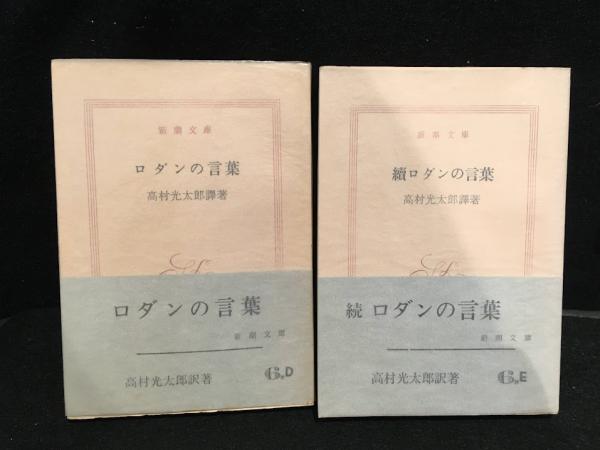 新潮文庫
ロダンの言葉
高村光太郎譯著
ロダンの言葉
新潮文庫
高村光太郎訳著
新潮文庫
續ロダンの言葉
高村光太郎譯著
続 ロダンの言葉
新潮文庫
高村光太郎訳著